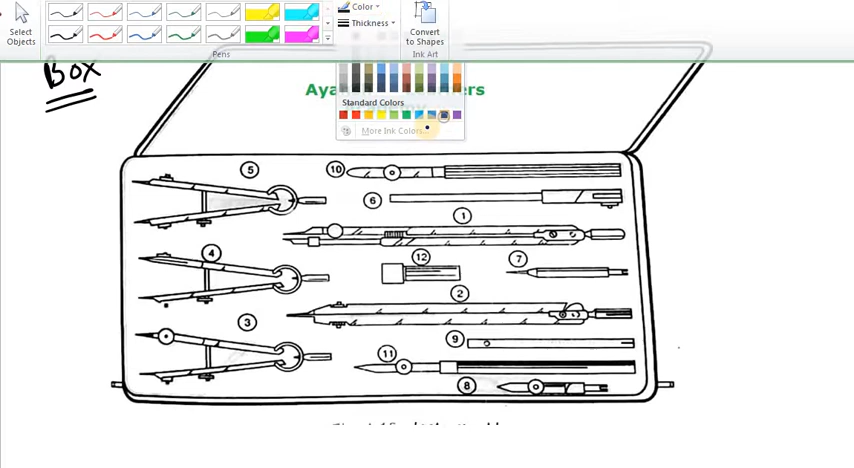 Select
Objects
Pens
Color
Thickness
Convert
to Shapes
Ink Art
Box
Standard Colors
More Ink Colors...
5
10
6
1
4
12
7
2
3
9
11
8